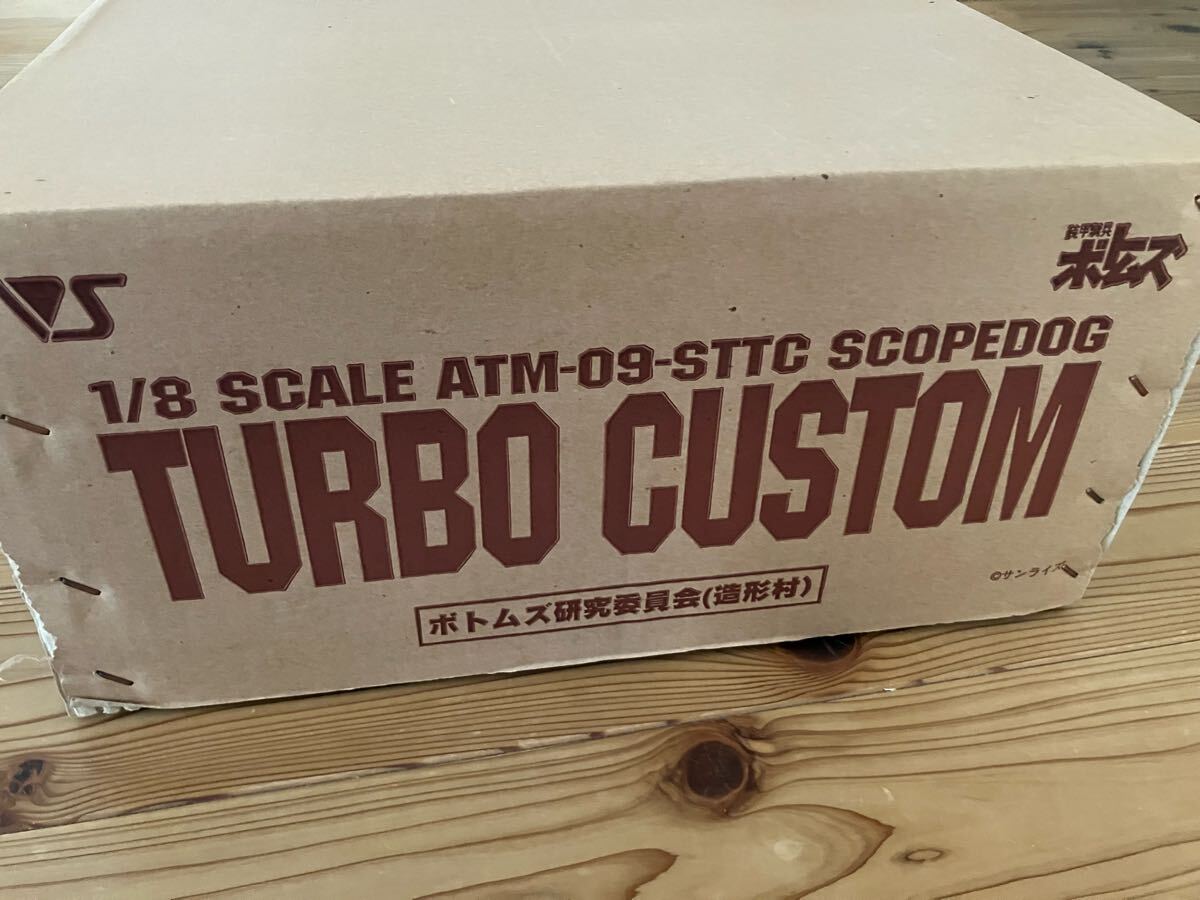 VS
装甲騎兵
ボトムズ
1/8 SCALE ATM-09-STTC SCOPEDOG
TURBO CUSTOM
ボトムズ研究委員会(造形村)
©サンライズ